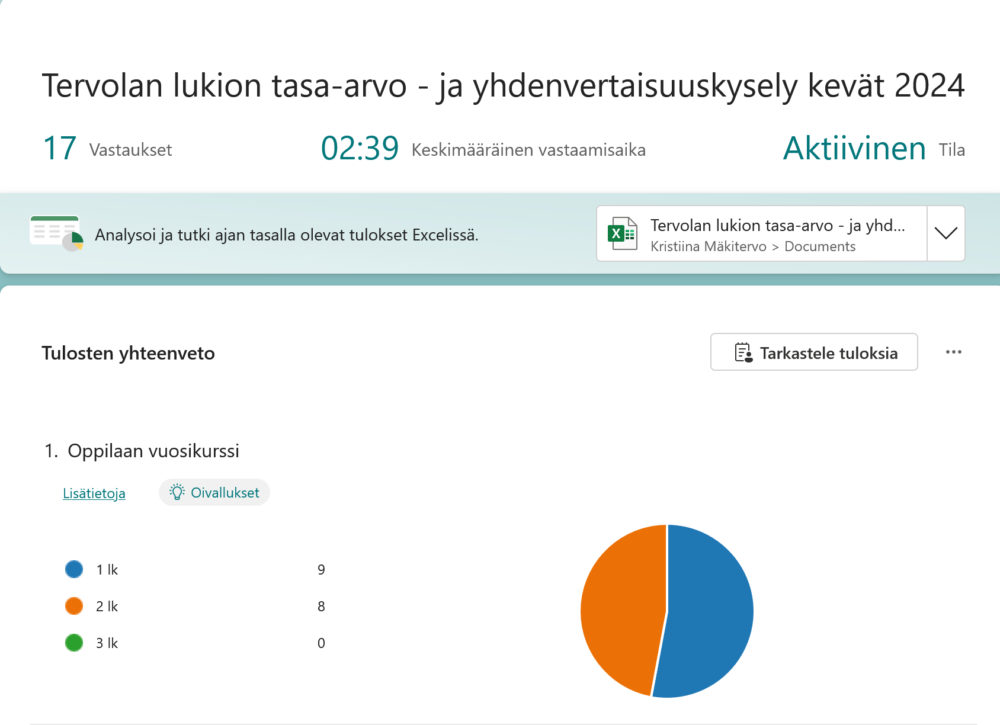 Tervolan lukion tasa-arvo - ja yhdenvertaisuuskysely kevät 2024
17 Vastaukset 02:39 Keskimääräinen vastaamisaika Aktiivinen Tila
Analysoi ja tutki ajan tasalla olevat tulokset Excelissä.
X
Tervolan lukion tasa-arvo - ja yhd...
Kristiina Mäkitervo > Documents
Tulosten yhteenveto
Tarkastele tuloksia
1. Oppilaan vuosikurssi
Lisätietoja Oivallukset
1 lk 9
2 lk 8
3 lk 0